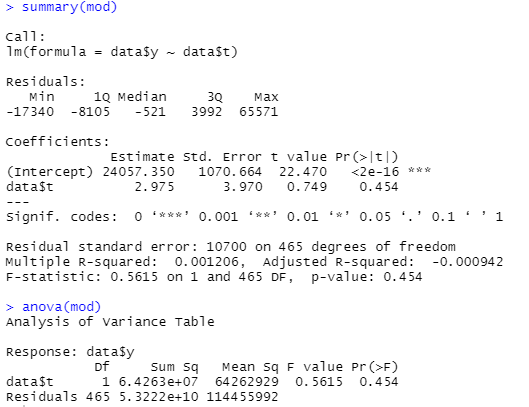 > summary(mod)
Call:
lm(formula = data$y ~ data$t)
Residuals:
Min 1Q Median 3Q Max
-17340 -8105 -521 3992 65571
Coefficients:
Estimate Std. Error t value Pr(>|t|)
(Intercept) 24057.350 1070.664 22.470 <2e-16 ***
data$t 2.975 3.970 0.749 0.454
---
Signif. codes: 0 ‘***’ 0.001 ‘**’ 0.01 ‘*’ 0.05 ‘.’ 0.1 ‘ ’ 1
Residual standard error: 10700 on 465 degrees of freedom
Multiple R-squared: 0.001206, Adjusted R-squared: -0.000942
F-statistic: 0.5615 on 1 and 465 DF, p-value: 0.454
> anova(mod)
Analysis of Variance Table
Response: data$y
Df Sum Sq Mean Sq F value Pr(>F)
data$t 1 6.4263e+07 64262929 0.5615 0.454
Residuals 465 5.3222e+10 114455992